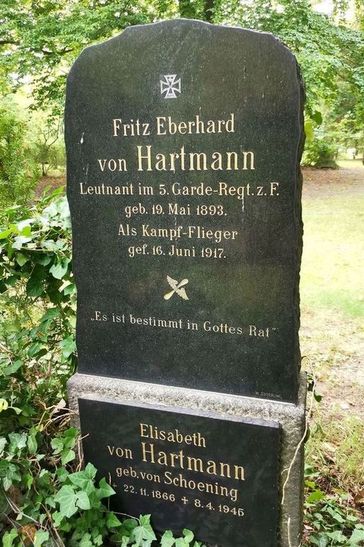 Fritz Eberhard
von Hartmann
Leutnant im 5. Garde-Regt. z. F.
geb. 19. Mai 1893.
Als Kampf-Flieger
gef. 16. Juni 1917.
„Es ist bestimmt in Gottes Rat"
Elisabeth
von Hartmann
geb. von Schoening
* 22.11.1866 + 8.4.1945